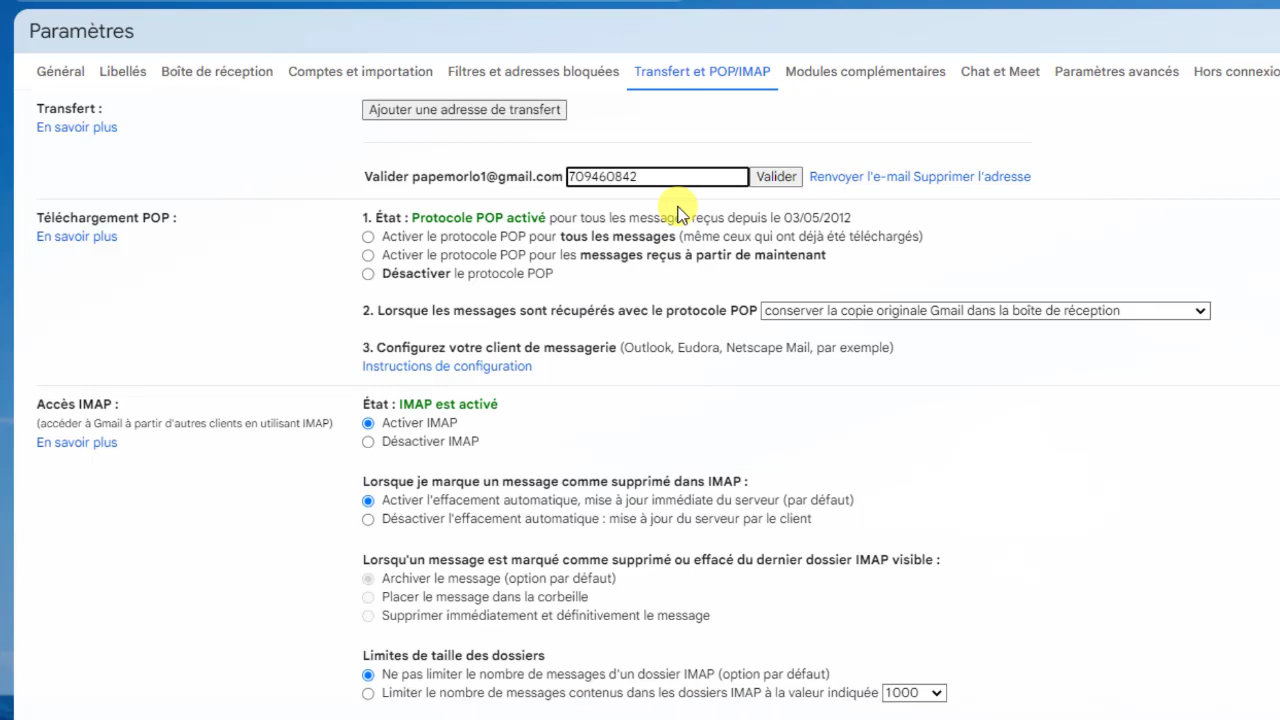 Paramètres
Général Libellés Boîte de réception Comptes et importation Filtres et adresses bloquées Transfert et POP/IMAP Modules complémentaires Chat et Meet Paramètres avancés Hors connexio
Transfert :
En savoir plus
Ajouter une adresse de transfert
Valider papemorlo1@gmail.com 709460842 Valider Renvoyer l'e-mail Supprimer l'adresse
Téléchargement POP :
En savoir plus
1. État : Protocole POP activé pour tous les messages reçus depuis le 03/05/2012
Activer le protocole POP pour tous les messages (même ceux qui ont déjà été téléchargés)
Activer le protocole POP pour les messages reçus à partir de maintenant
Désactiver le protocole POP
2. Lorsque les messages sont récupérés avec le protocole POP conserver la copie originale Gmail dans la boîte de réception
3. Configurez votre client de messagerie (Outlook, Eudora, Netscape Mail, par exemple)
Instructions de configuration
Accès IMAP :
(accéder à Gmail à partir d'autres clients en utilisant IMAP)
En savoir plus
État : IMAP est activé
Activer IMAP
Désactiver IMAP
Lorsque je marque un message comme supprimé dans IMAP :
Activer l'effacement automatique, mise à jour immédiate du serveur (par défaut)
Désactiver l'effacement automatique : mise à jour du serveur par le client
Lorsqu'un message est marqué comme supprimé ou effacé du dernier dossier IMAP visible :
Archiver le message (option par défaut)
Placer le message dans la corbeille
Supprimer immédiatement et définitivement le message
Limites de taille des dossiers
Ne pas limiter le nombre de messages d'un dossier IMAP (option par défaut)
Limiter le nombre de messages contenus dans les dossiers IMAP à la valeur indiquée 1000